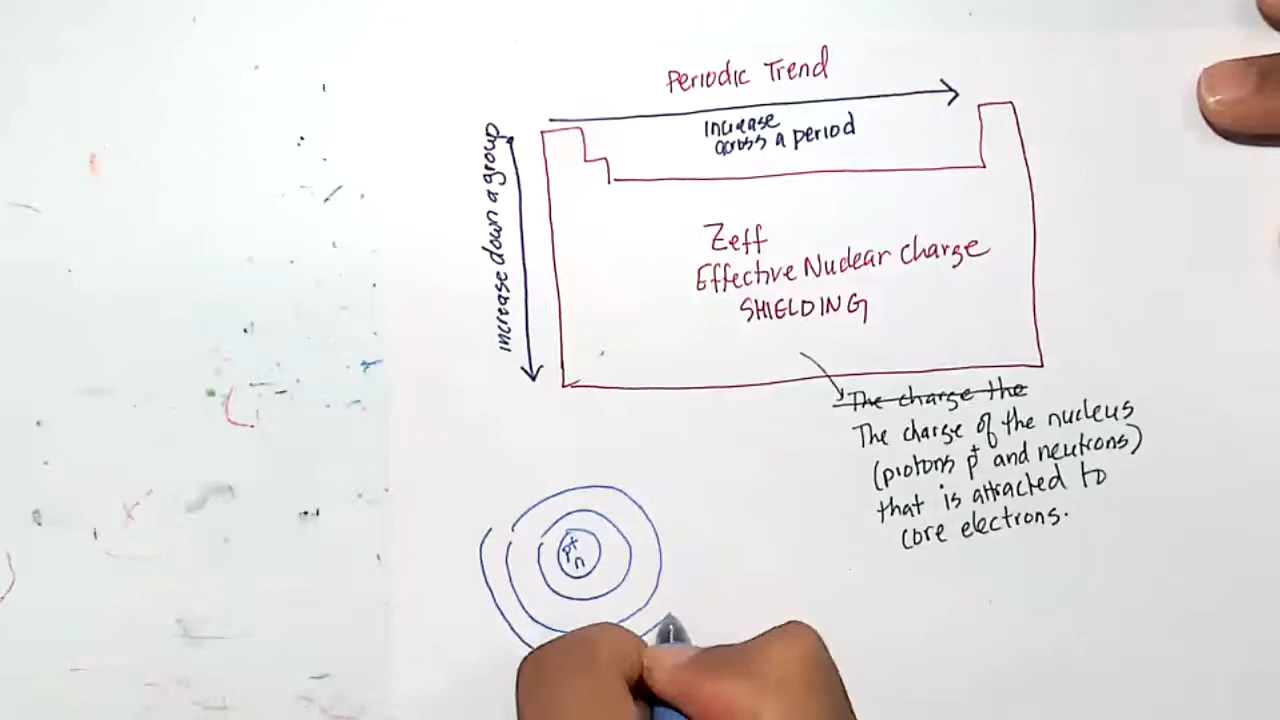 Periodic Trend
increase
across a period
increase down a group
Zeff
Effective Nuclear Charge
SHIELDING
The charge the
The charge of the nucleus
(protons p+ and neutrons)
that is attracted to
core electrons.
p+
n